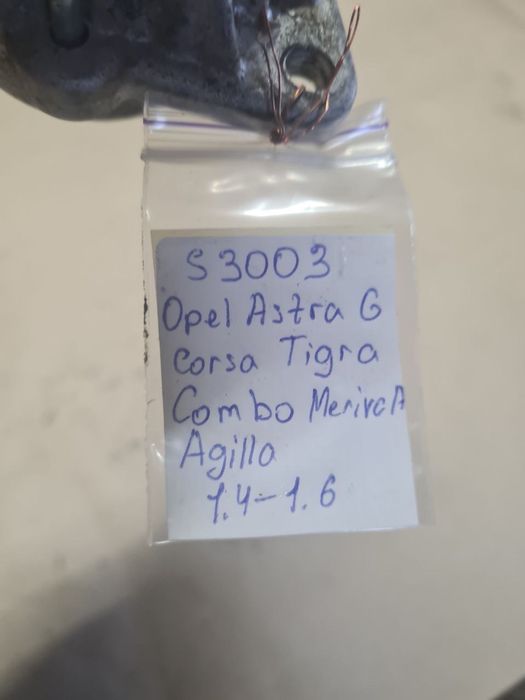 S3003
Opel Astra G
Corsa Tigra
Combo Meriva A
Agilla
1.4-1.6